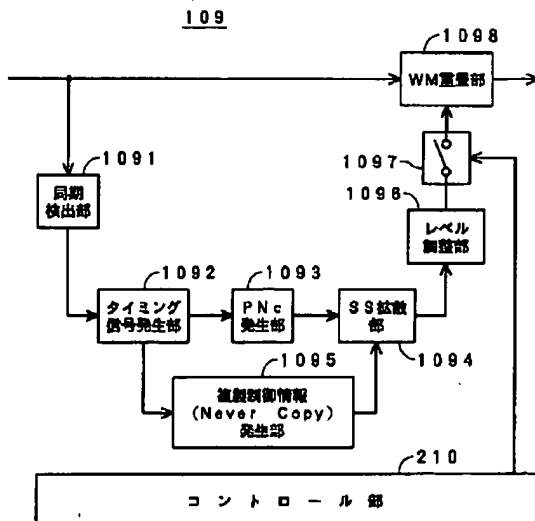 109
1098
WM重畳部
1091
1097
同期
検出部
1096
レベル
調整部
1092
1093
タイミング
信号発生部
PNc
発生部
SS拡散
部
1095
1094
複製制御情報
(Never Copy)
発生部
210
コントロール部